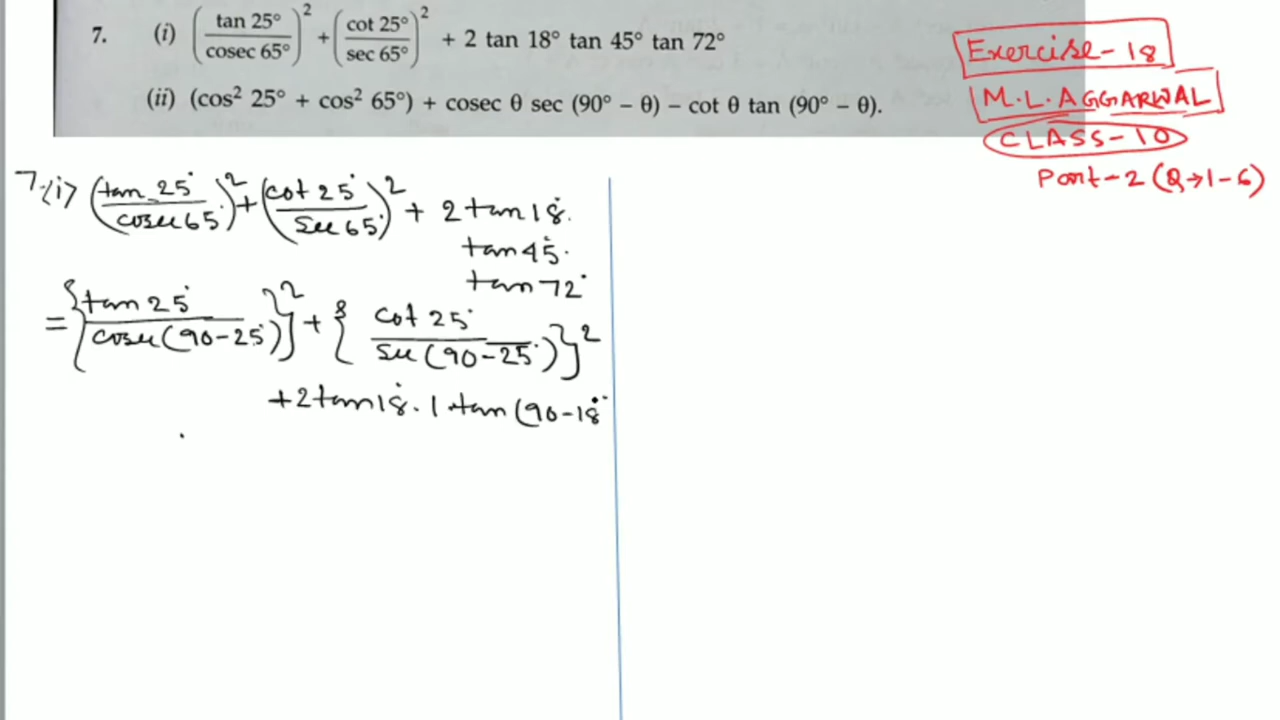 7. (i) (tan 25° / cosec 65°)² + (cot 25° / sec 65°)² + 2 tan 18° tan 45° tan 72°
(ii) (cos² 25° + cos² 65°) + cosec θ sec (90° − θ) − cot θ tan (90° − θ).
Exercise-18
M.L.AGGARWAL
CLASS-10
Part-2 (Q→1-6)
7.(i) (tan 25° / cosec 65°)² + (cot 25° / sec 65°)² + 2 tan 18°.
tan 45°.
tan 72°
= {tan 25° / cosec (90-25°)}² + {cot 25° / sec (90-25°)}²
+2 tan 18°. 1. tan (90-18°